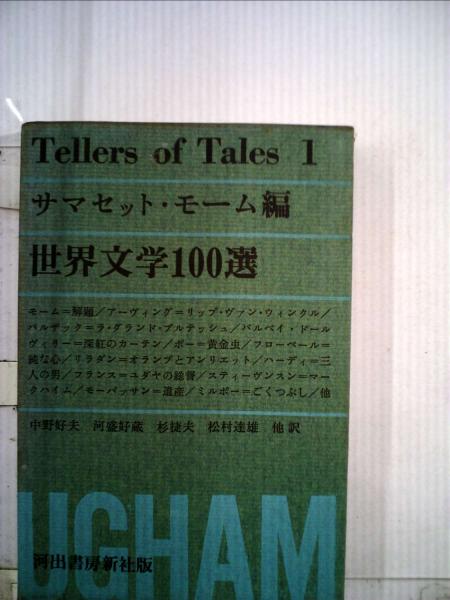 Tellers of Tales 1
サマセット・モーム編
世界文学100選
モーム=解題/アーヴィング=リップ・ヴァン・ウィンクル/
バルザック=ラ・グランド・ブルテッシュ/バルベイ・ドール
ヴィリー=深紅のカーテン/ポー=黄金虫/フローベール=
純な心/リラダン=オランプとアンリエット/ハーディ=三
人の男/フランス=ユダヤの総督/スティーヴンスン=マー
クハイム/モーパッサン=遺産/ミルボー=ごくつぶし/他
中野好夫 河盛好蔵 杉捷夫 松村達雄 他訳
UGHAM
河出書房新社版